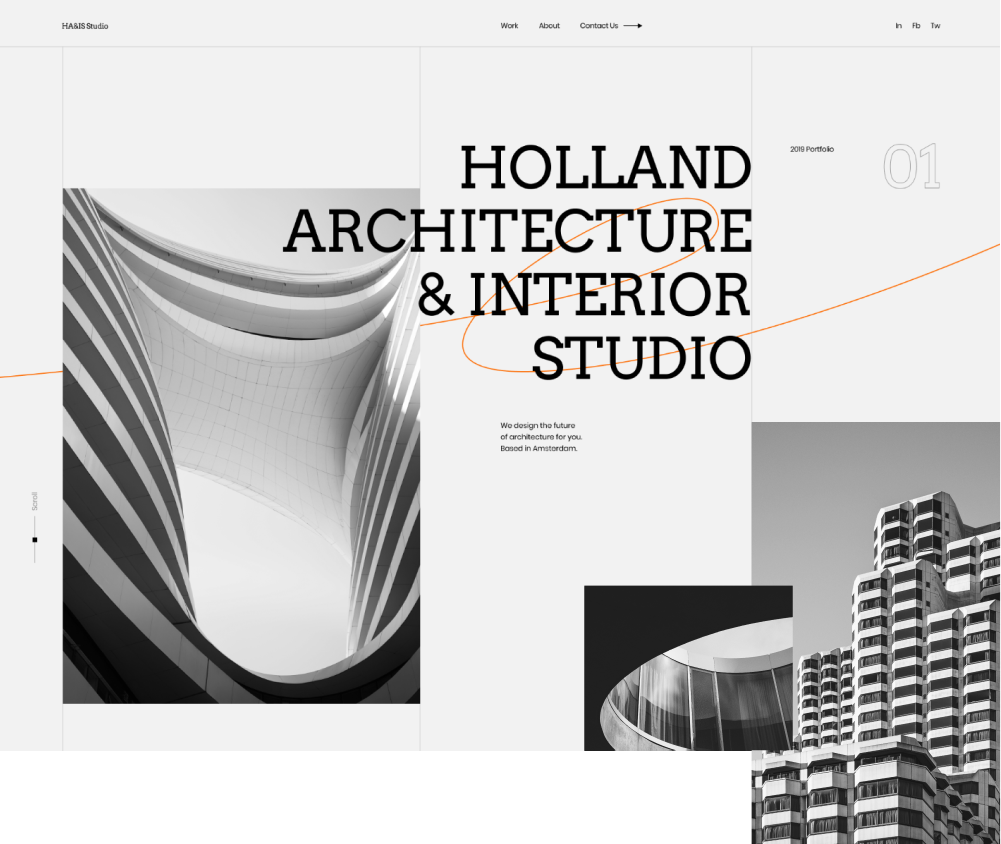 HA&IS Studio
Work About Contact Us
In Fb Tw
HOLLAND
ARCHITECTURE
& INTERIOR
STUDIO
2019 Portfolio
01
We design the future
of architecture for you.
Based in Amsterdam.
Scroll